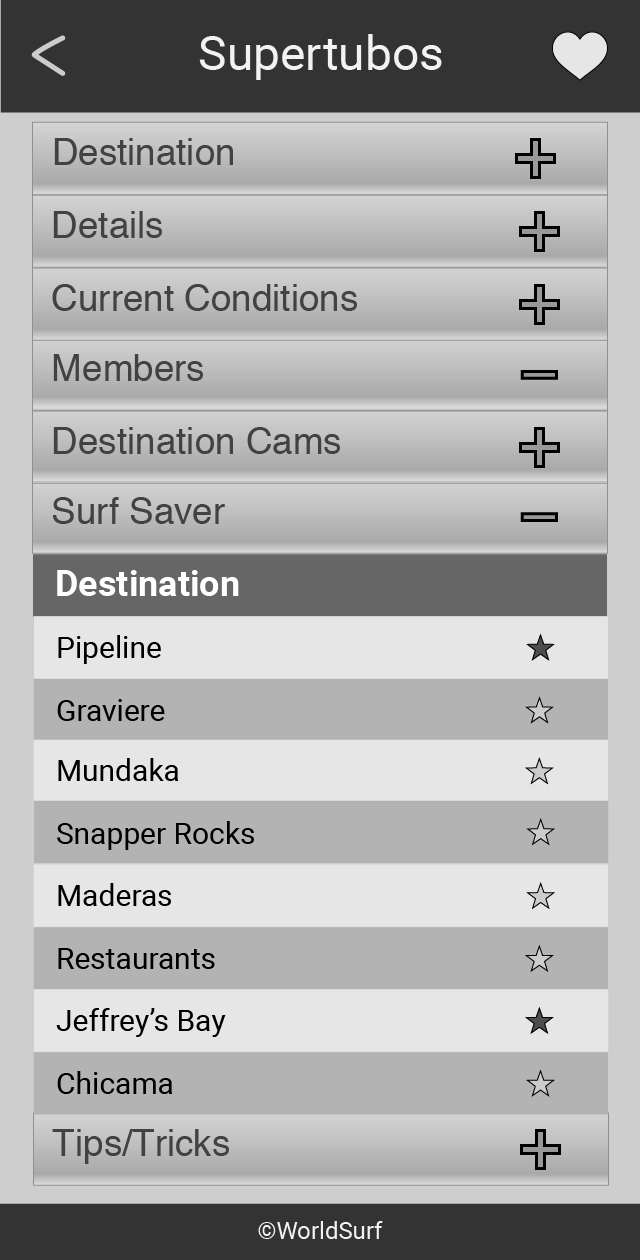 Supertubos
Destination
Details
Current Conditions
Members
Destination Cams
Surf Saver
Destination
Pipeline
Graviere
Mundaka
Snapper Rocks
Maderas
Restaurants
Jeffrey’s Bay
Chicama
Tips/Tricks
©WorldSurf